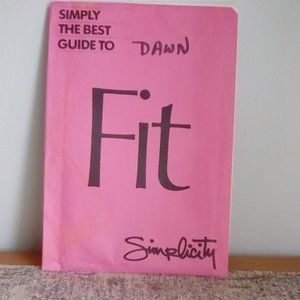 SIMPLY
THE BEST
GUIDE TO DAWN
Fit
Simplicity